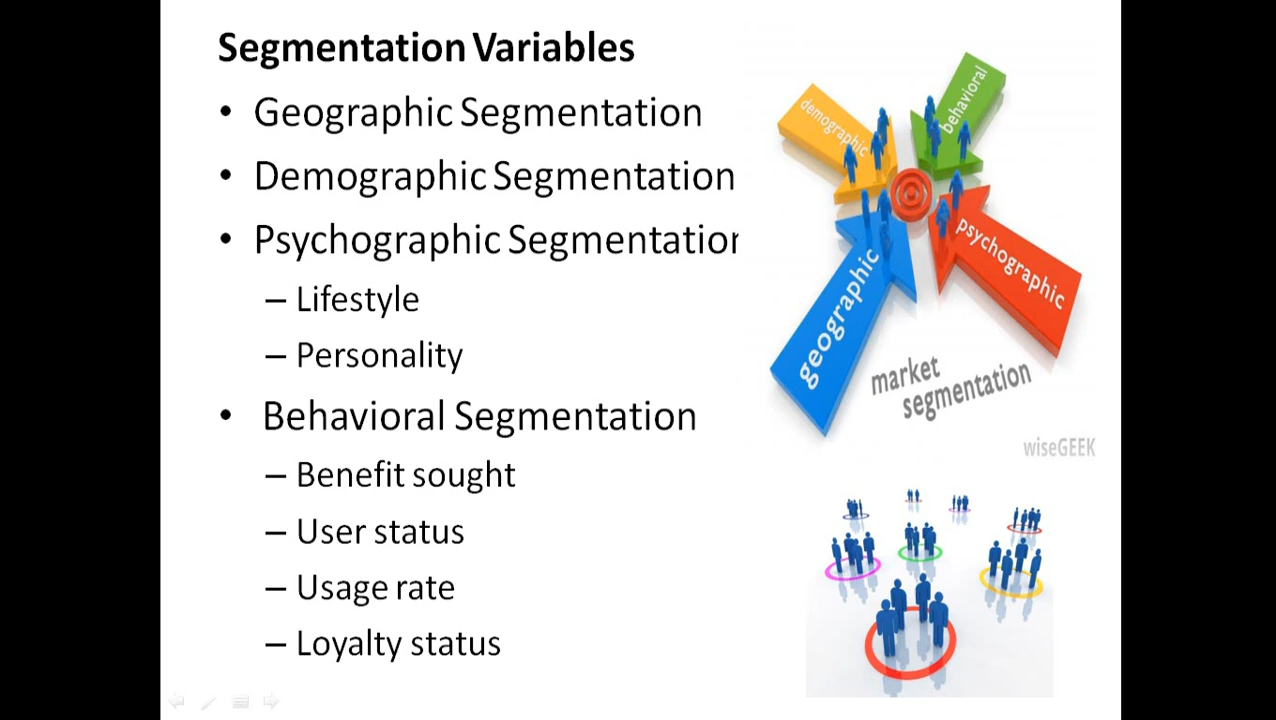 Segmentation Variables
• Geographic Segmentation
• Demographic Segmentation
• Psychographic Segmentation
– Lifestyle
– Personality
• Behavioral Segmentation
– Benefit sought
– User status
– Usage rate
– Loyalty status
demographic
behavioral
geographic
psychographic
market
segmentation
wiseGEEK